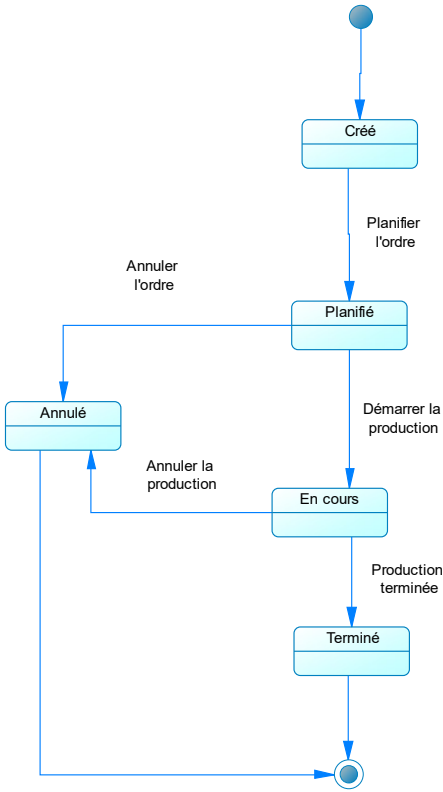 Créé
Planifier
l'ordre
Annuler
l'ordre
Planifié
Annulé
Démarrer la
production
Annuler la
production
En cours
Production
terminée
Terminé